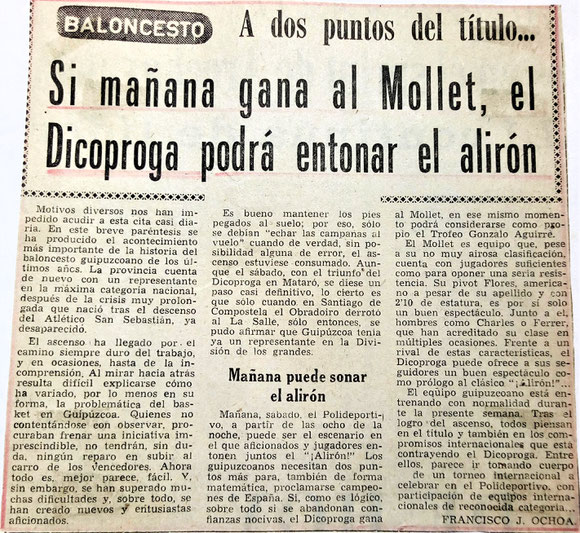 BALONCESTO
A dos puntos del título...
Si mañana gana al Mollet, el
Dicoproga podrá entonar el alirón
Motivos diversos nos han im-
pedido acudir a esta cita casi dia-
ria. En este breve paréntesis se
ha producido el acontecimiento
más importante de la historia del
baloncesto guipuzcoano de los
últimos años. La provincia cuenta
de nuevo con un representante
en la máxima categoría nacional,
después de la crisis muy prolon-
gada que nació tras el descenso
del Atlético San Sebastián, ya
desaparecido.
El ascenso ha llegado por el
camino siempre duro del trabajo,
y en ocasiones, hasta de la in-
comprensión. Al mirar hacia atrás
resulta difícil explicarse cómo
ha variado, por lo menos en su
forma, la problemática del bas-
ket en Guipúzcoa. Quienes no
contentándose con observar, pro-
curaban frenar una iniciativa im-
prescindible, no tendrán, sin du-
da, ningún reparo en subir al
carro de los vencedores. Ahora
todo es, mejor parece, fácil. Y,
sin embargo, se han superado mu-
chas dificultades y, sobre todo, se
han creado nuevos y entusiastas
aficionados.
Es bueno mantener los pies
pegados al suelo; por eso, sólo
se debían "echar las campanas al
vuelo" cuando de verdad, sin po-
sibilidad alguna de error, el as-
censo estuviese consumado. Aun-
que el sábado, con el triunfo del
Dicoproga en Mataró, se diese un
paso casi definitivo, lo cierto es
que sólo cuando en Santiago de
Compostela el Obradoiro derrotó
al La Salle, sólo entonces, se
pudo afirmar que Guipúzcoa tenía
ya un representante en la Divi-
sión de los grandes.
Mañana puede sonar
el alirón
Mañana, sábado, el Polideporti-
vo, a partir de las ocho de la
noche, puede ser el escenario en
el que aficionados y jugadores en-
tonen juntos el "¡Alirón!" Los
guipuzcoanos necesitan dos pun-
tos más para, también de forma
matemática, proclamarse campeo-
nes de España. Si, como es lógico,
sobre todo si se abandonan con-
fianzas nocivas, el Dicoproga gana
al Mollet, en ese mismo momento
podrá considerarse como pro-
pio el Trofeo Gonzalo Aguirre.
El Mollet es equipo que, pese
a su no muy airosa clasificación,
cuenta con jugadores suficientes
como para oponer una seria resis-
tencia. Su pivot Flores, america-
no a pesar de su apellido y con
2'10 de estatura, es por sí solo
un buen espectáculo. Junto a él,
hombres como Charles o Ferrer,
que han acreditado su clase en
múltiples ocasiones. Frente a un
rival de estas características, el
Dicoproga puede ofrecer a sus se-
guidores un buen espectáculo co-
mo prólogo al clásico "¡Alirón!"...
El equipo guipuzcoano está en-
trenando con normalidad duran-
te la presente semana. Tras el
logro del ascenso, todos piensan
en el título y también en los com-
promisos internacionales que está
contrayendo el Dicoproga. Entre
ellos, parece ir tomando cuerpo
de un torneo internacional a
celebrar en el Polideportivo, con
participación de equipos interna-
cionales de reconocida categoría...
FRANCISCO J. OCHOA.